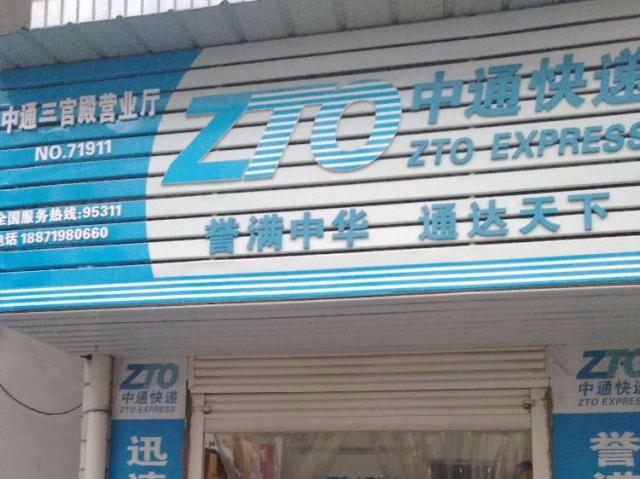 中通三官殿营业厅
NO.71911
全国服务热线:95311
电话 18871980660
ZTO
中通快递
ZTO EXPRESS
誉满中华 通达天下
ZTO
中通快递
ZTO EXPRESS
迅
ZTO
中通快递
ZTO EXPRESS
誉
满